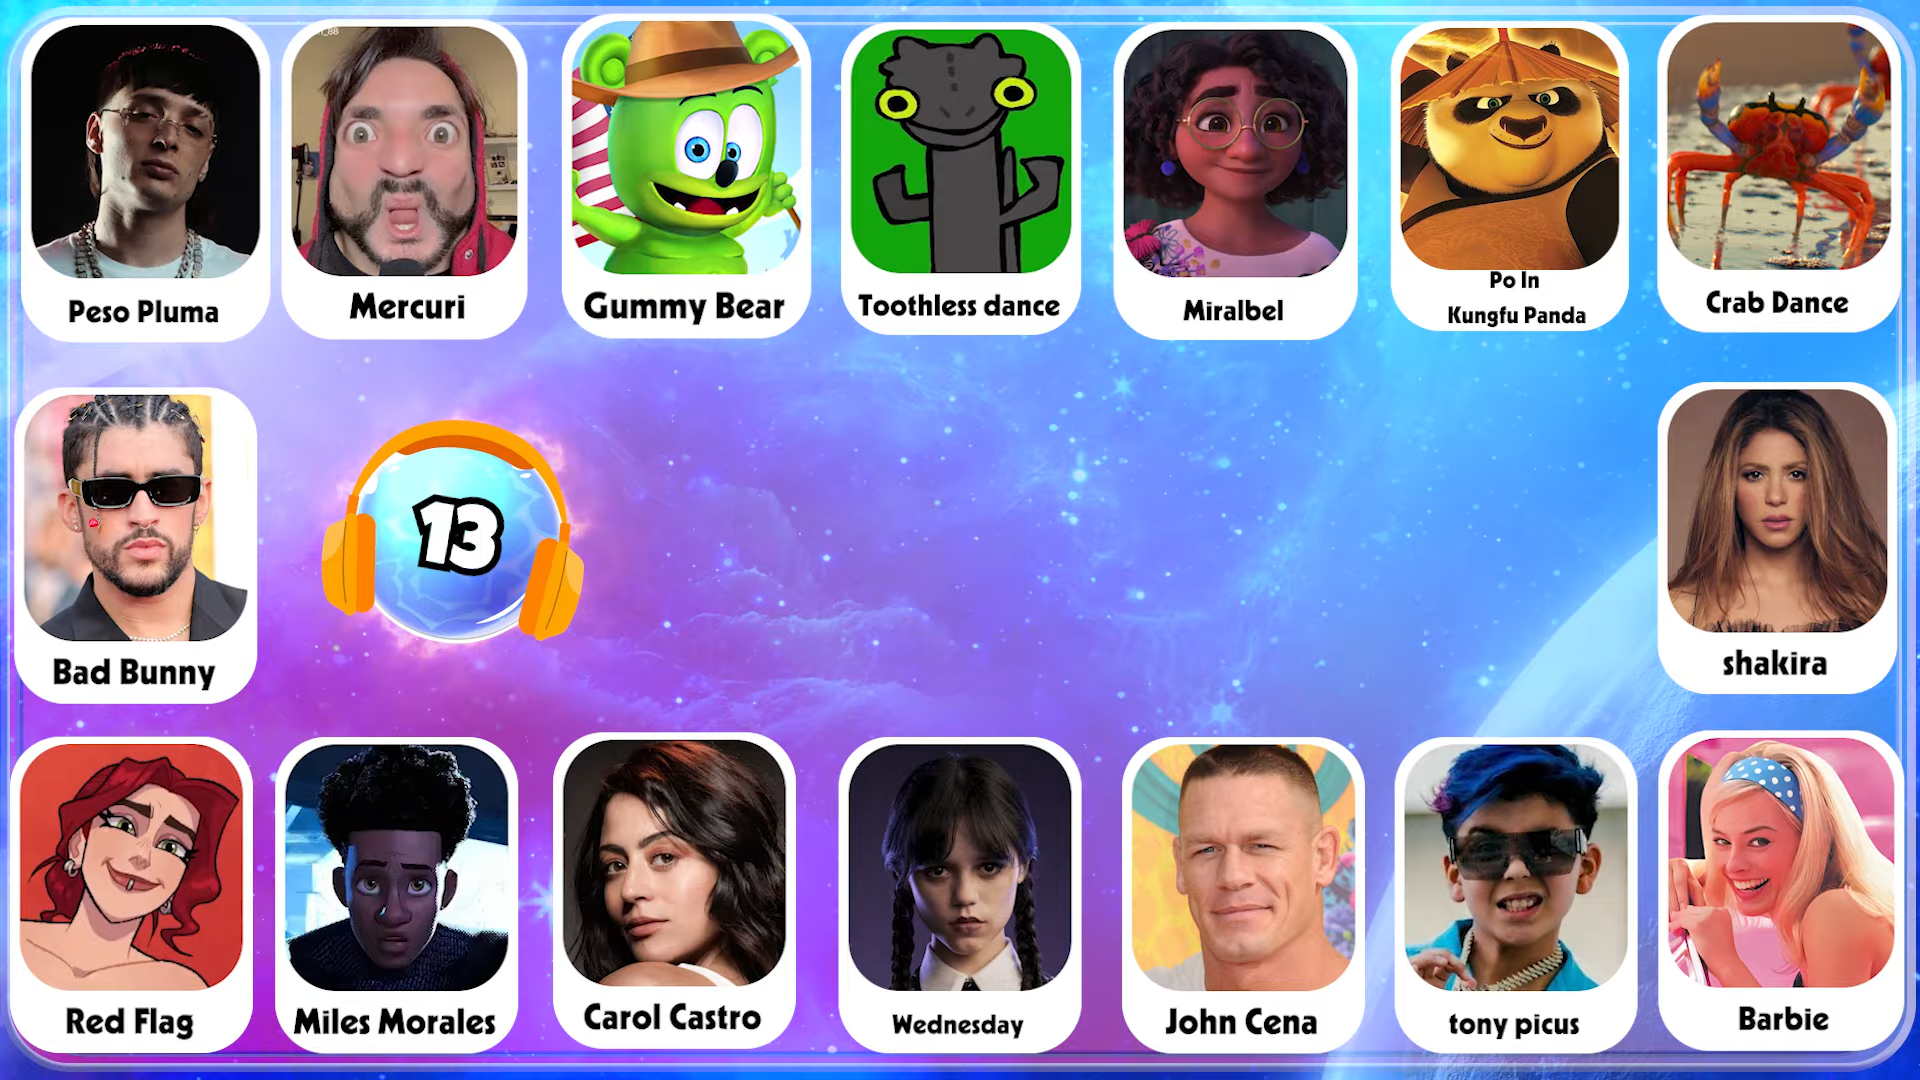 Peso Pluma
Mercuri
Gummy Bear
Toothless dance
Miralbel
Po In
Kungfu Panda
Crab Dance
Bad Bunny
13
shakira
Red Flag
Miles Morales
Carol Castro
Wednesday
John Cena
tony picus
Barbie